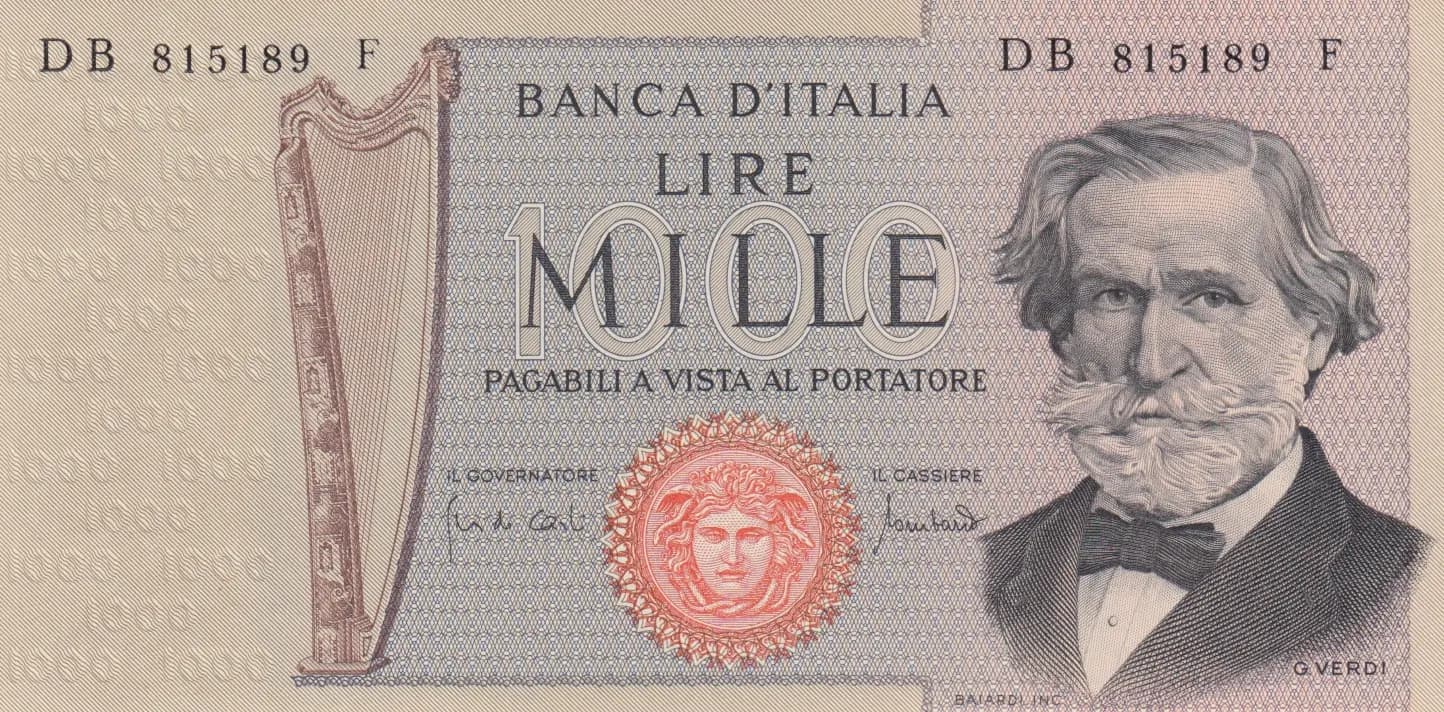 DB 815189 F
DB 815189 F
BANCA D'ITALIA
LIRE
1000
MILLE
PAGABILI A VISTA AL PORTATORE
IL GOVERNATORE
IL CASSIERE
G. VERDI
BAIARDI. INC.